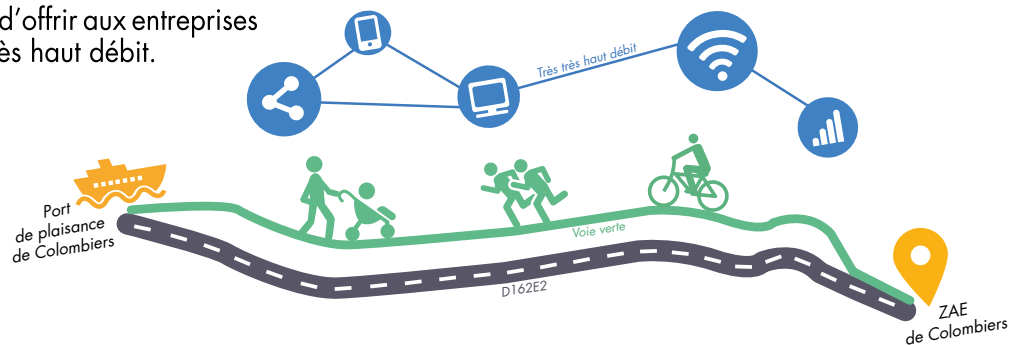 d’offrir aux entreprises
ès haut débit.
Très très haut débit
Port
de plaisance
de Colombiers
Voie verte
D162E2
ZAE
de Colombiers